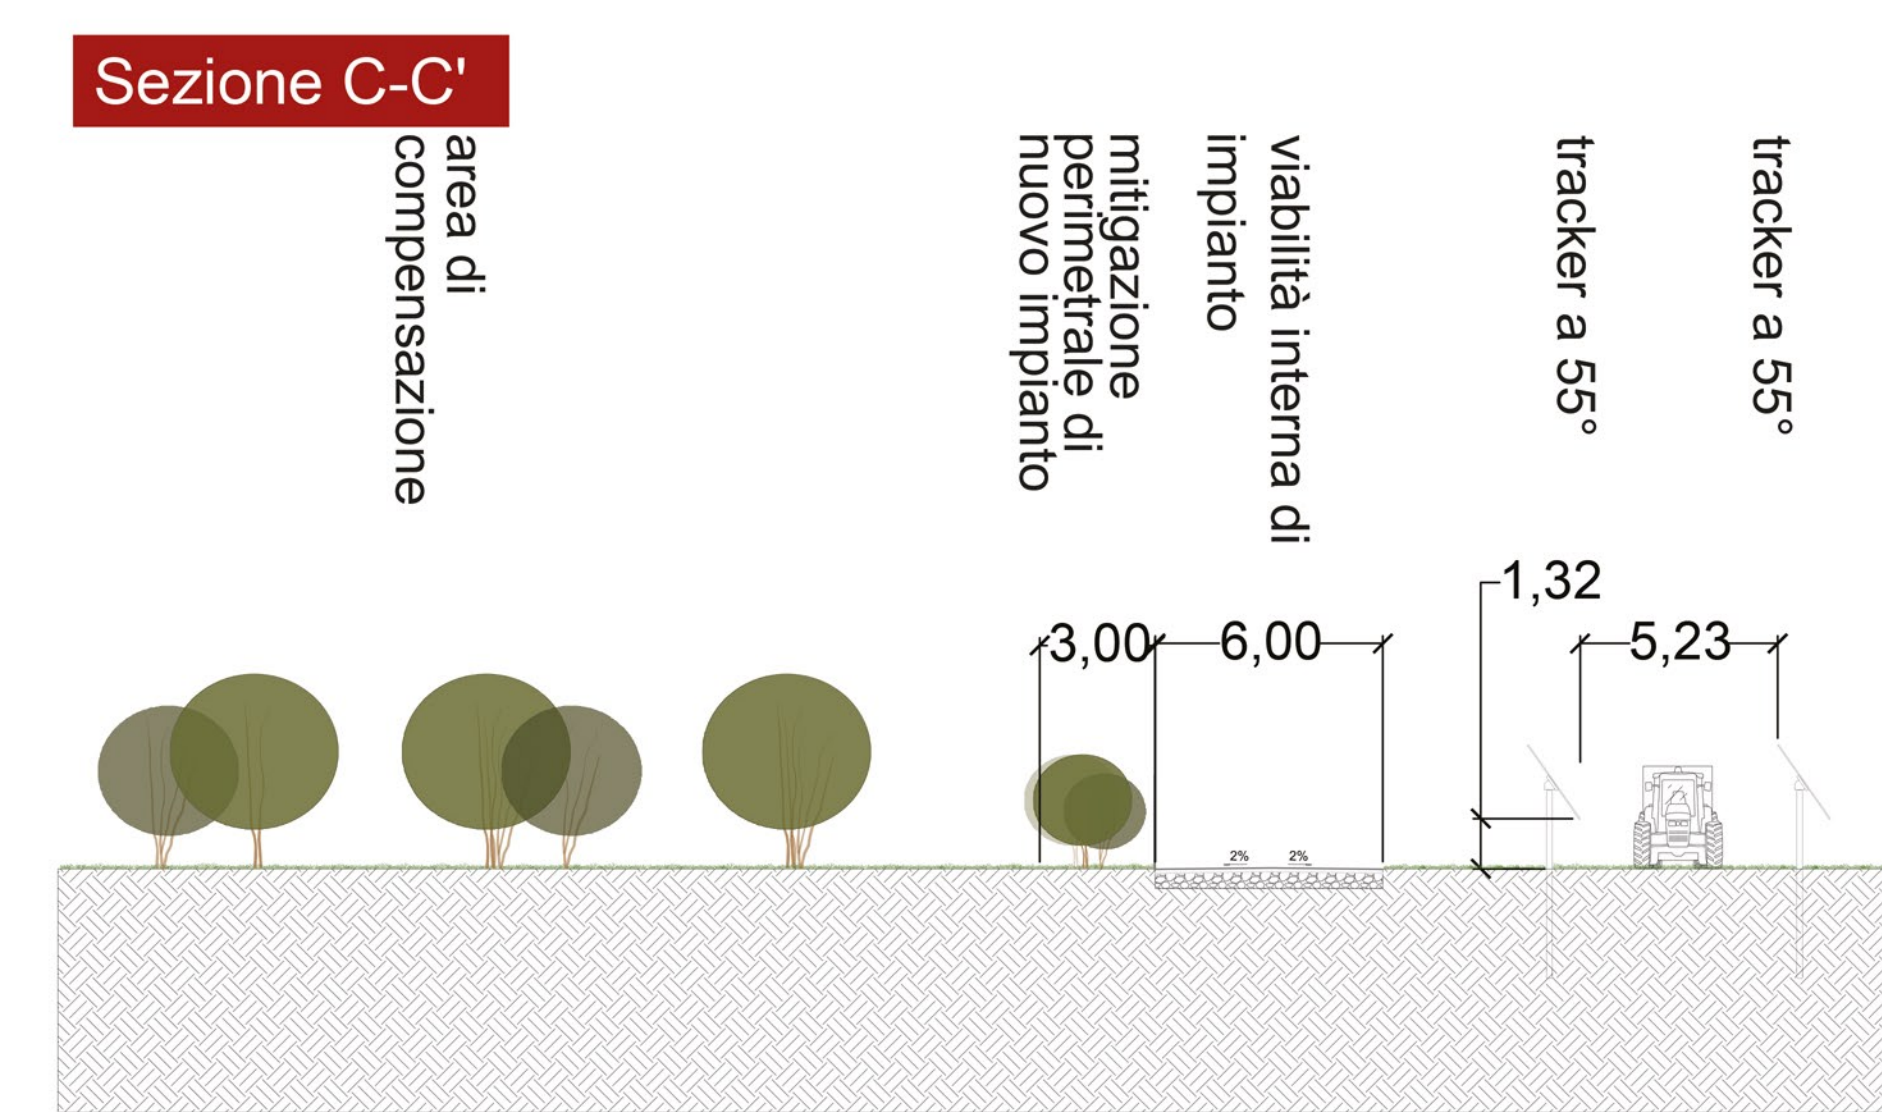 Sezione C-C'
area di
compensazione
mitigazione
perimetrale di
nuovo impianto
viabilità interna di
impianto
tracker a 55°
tracker a 55°
1,32
3,00
6,00
5,23
2%
2%